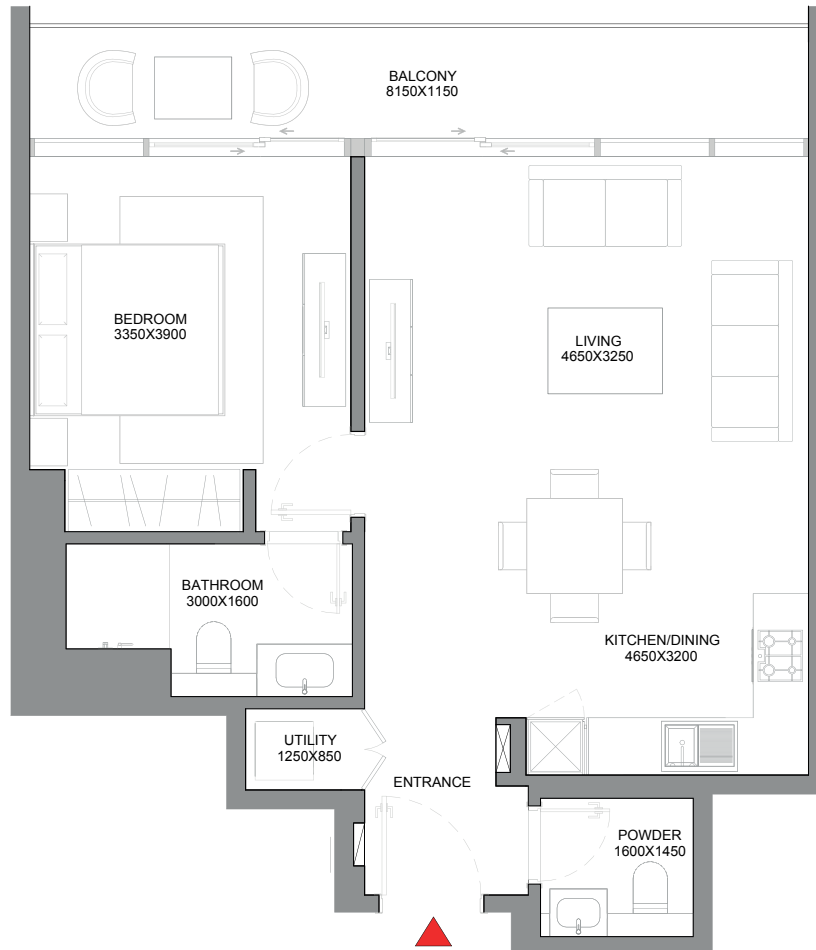 BALCONY
8150X1150
BEDROOM
3350X3900
LIVING
4650X3250
BATHROOM
3000X1600
KITCHEN/DINING
4650X3200
UTILITY
1250X850
ENTRANCE
POWDER
1600X1450